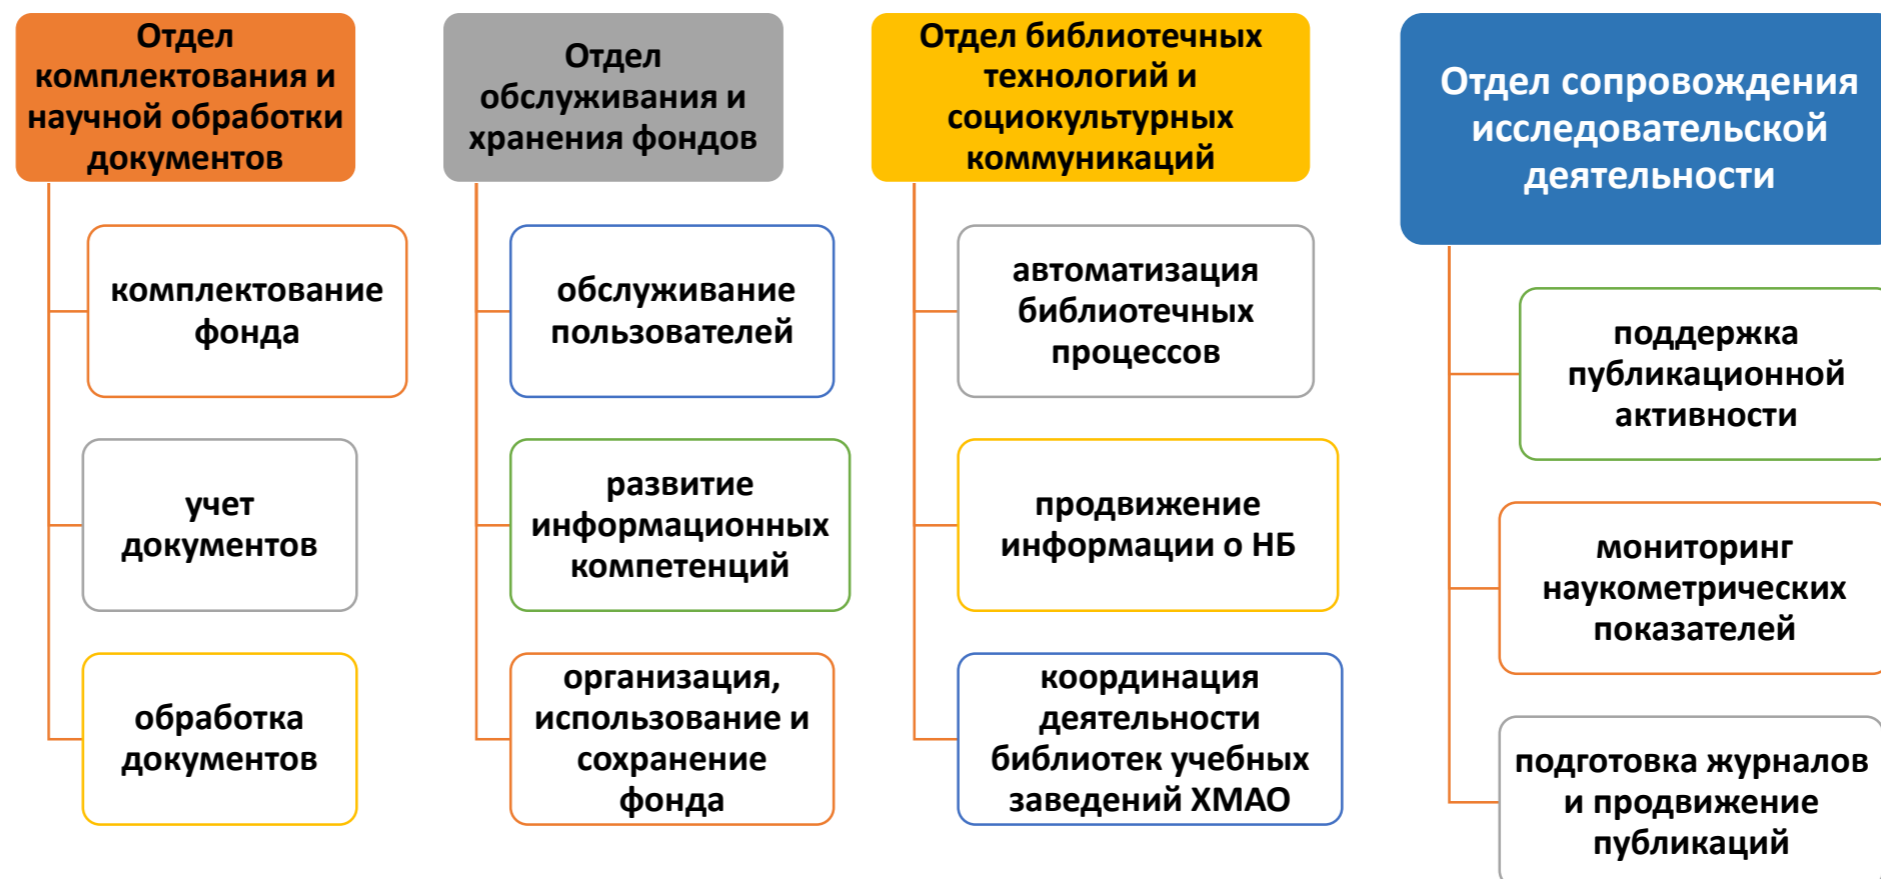 Отдел
комплектования и
научной обработки
документов
комплектование
фонда
учет
документов
обработка
документов
Отдел
обслуживания и
хранения фондов
обслуживание
пользователей
развитие
информационных
компетенций
организация,
использование и
сохранение
фонда
Отдел библиотечных
технологий и
социокультурных
коммуникаций
автоматизация
библиотечных
процессов
продвижение
информации о НБ
координация
деятельности
библиотек учебных
заведений ХМАО
Отдел сопровождения
исследовательской
деятельности
поддержка
публикационной
активности
мониторинг
наукометрических
показателей
подготовка журналов
и продвижение
публикаций